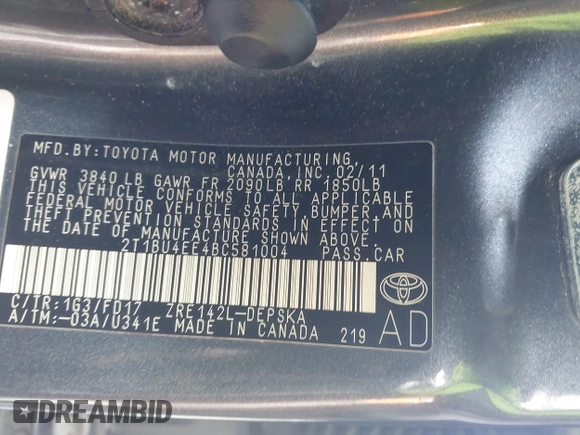 MFD.BY:TOYOTA MOTOR MANUFACTURING,
CANADA,INC. 02/11
GVWR 3840LB GAWR FR 2090LB RR 1850LB
THIS VEHICLE CONFORMS TO ALL APPLICABLE
FEDERAL MOTOR VEHICLE SAFETY,BUMPER,AND
THEFT PREVENTION STANDARDS IN EFFECT ON
THE DATE OF MANUFACTURE SHOWN ABOVE.
2T1BU4EE4BC581004 PASS.CAR
C/TR:1G3/FD17 ZRE142L-DEPSKA
A/TM:-03A/U341E MADE IN CANADA 219
AD
DREAMBID